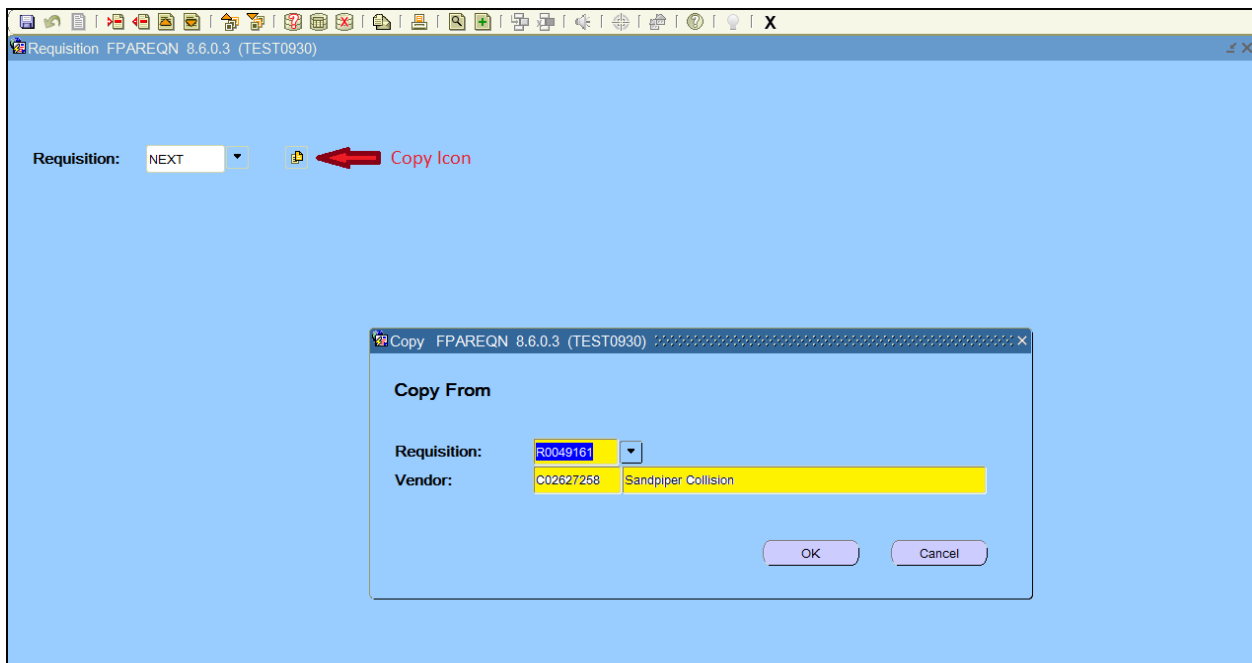 X
Requisition FPAREQN 8.6.0.3 (TEST0930)
Requisition: NEXT Copy Icon
Copy FPAREQN 8.6.0.3 (TEST0930)
Copy From
Requisition: R0049161
Vendor: C02627258 Sandpiper Collision
OK Cancel